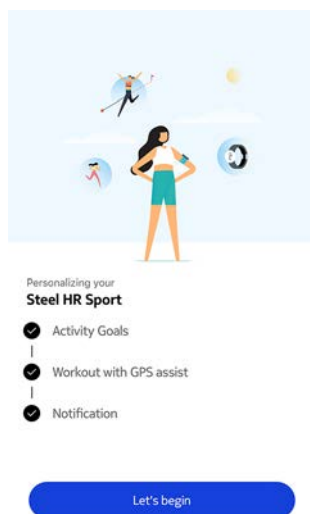 Personalizing your
Steel HR Sport
Activity Goals
Workout with GPS assist
Notification
Let's begin